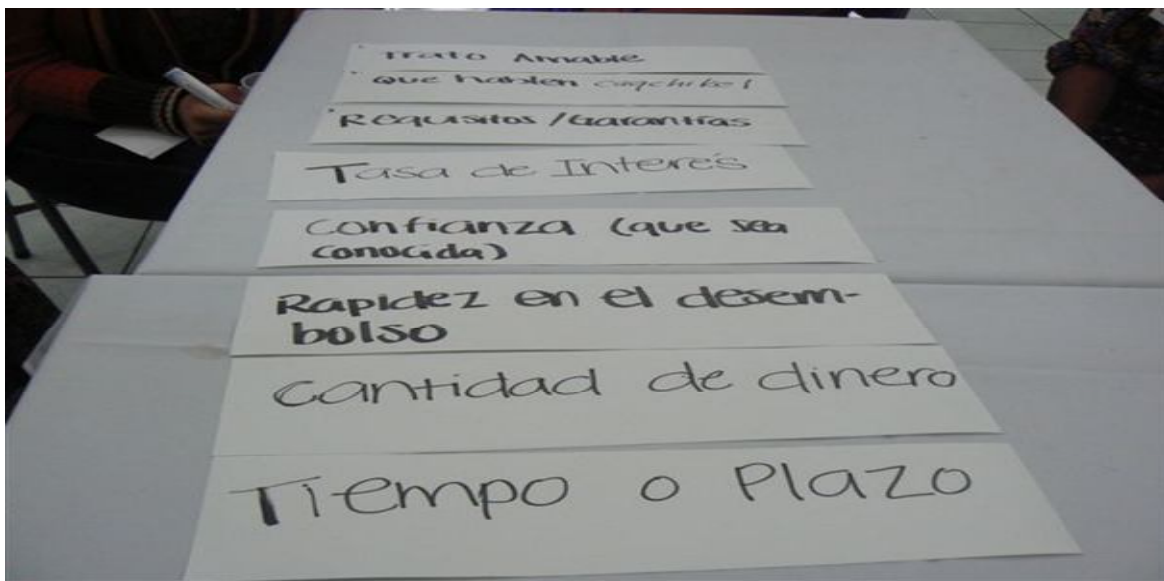 Trato Amable
Que hablen caqchikel
Requisitos/Garantías
Tasa de Interés
Confianza (que sea
conocida)
Rapidez en el desem-
bolso
Cantidad de dinero
Tiempo o Plazo